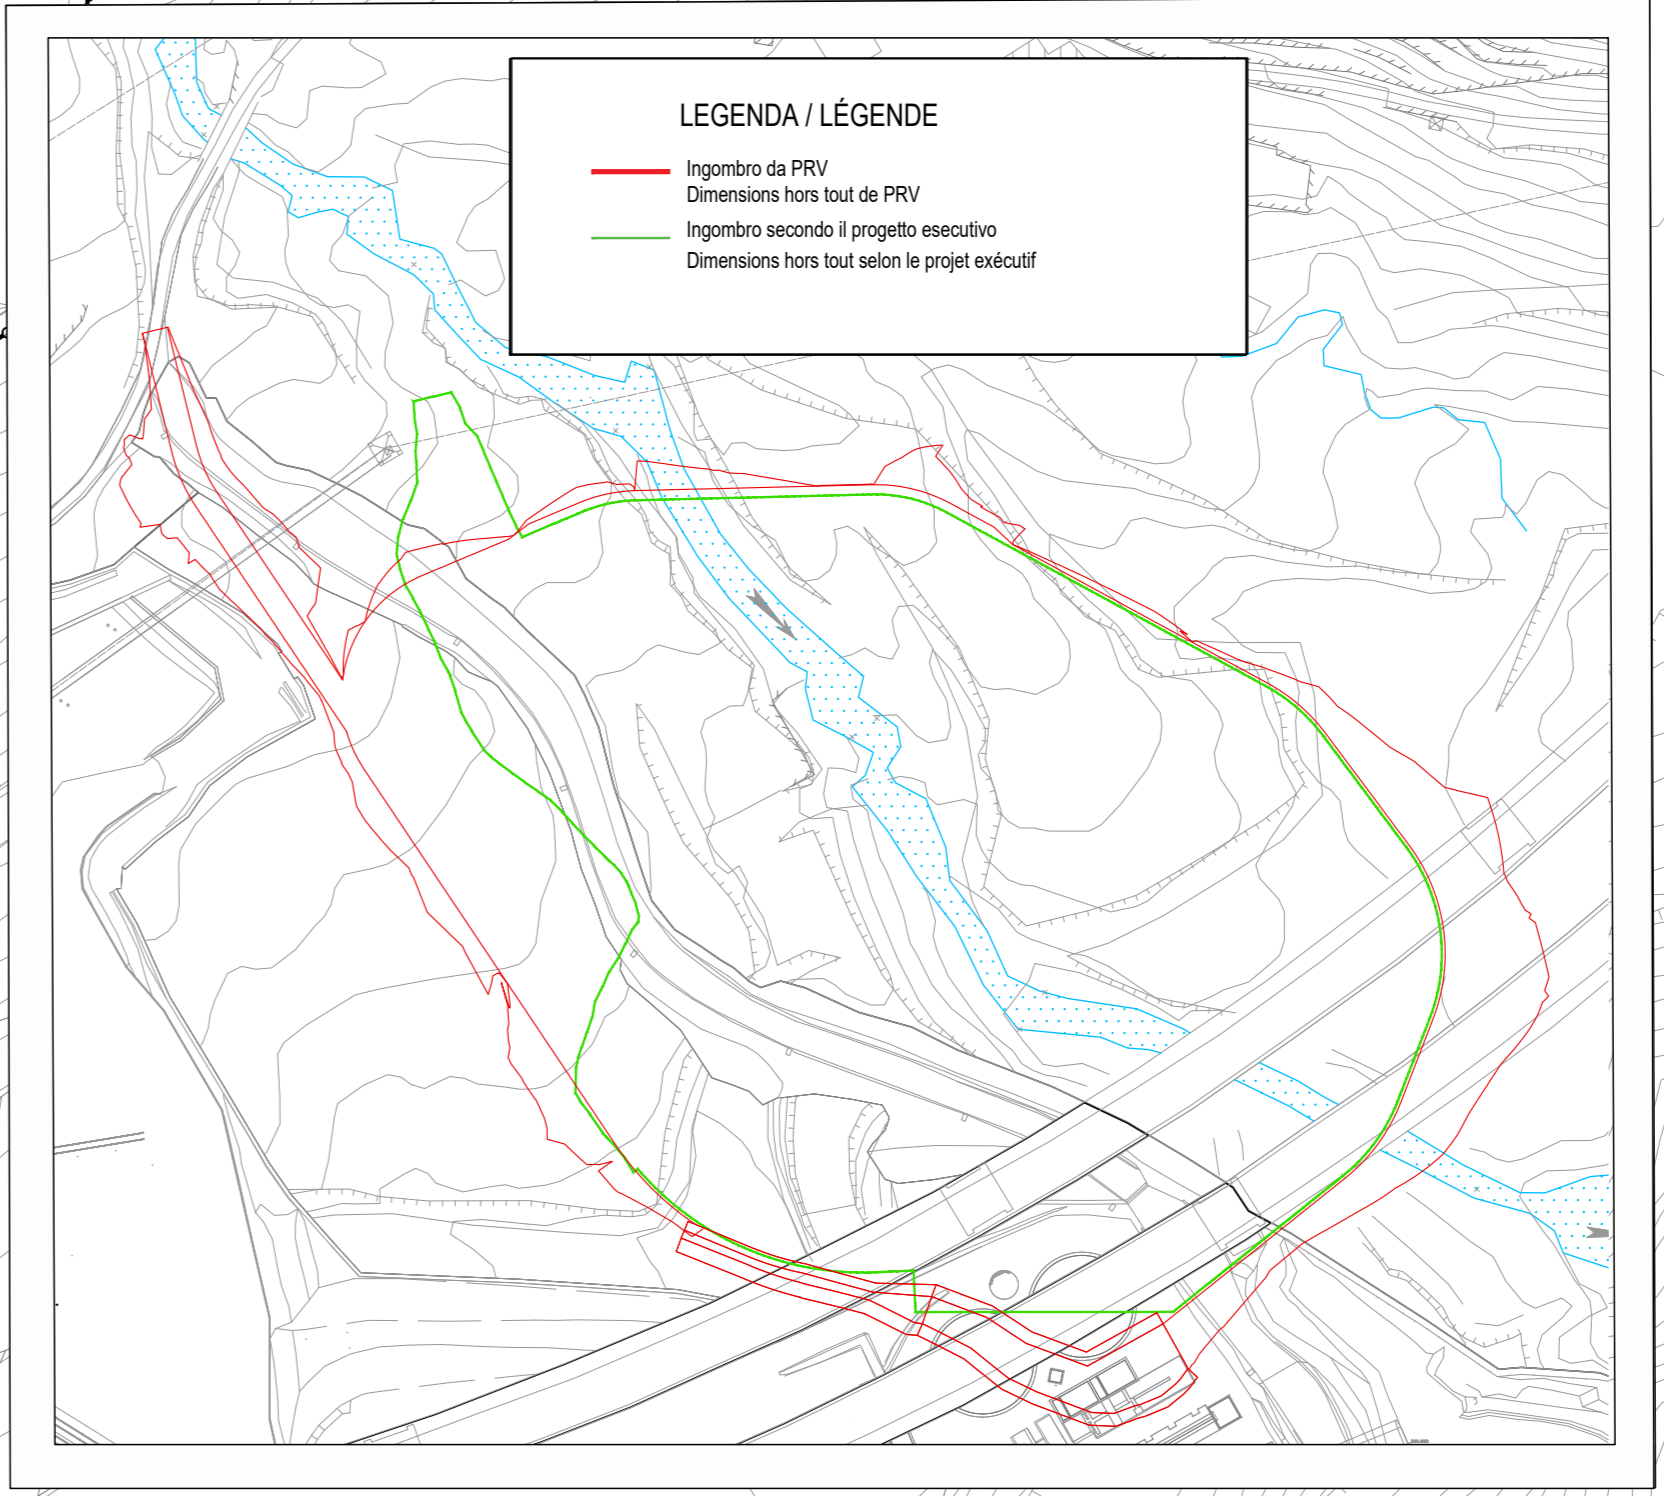 LEGENDA / LÉGENDE
Ingombro da PRV
Dimensions hors tout de PRV
Ingombro secondo il progetto esecutivo
Dimensions hors tout selon le projet exécutif